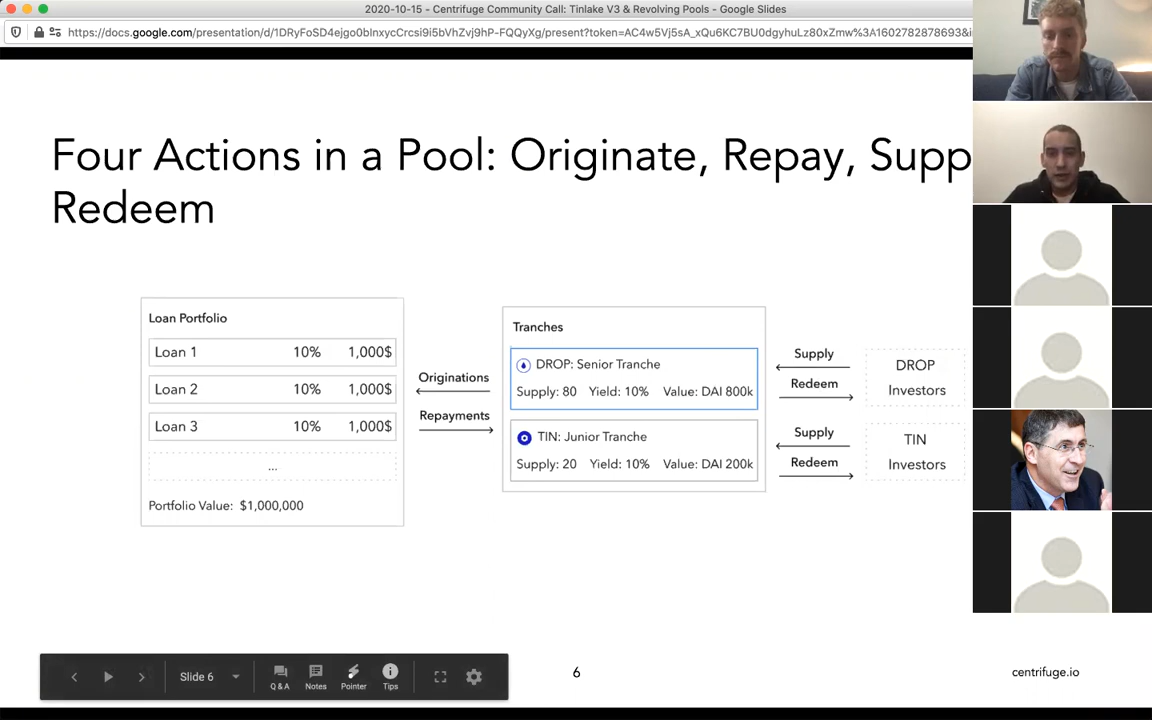 2020-10-15 - Centrifuge Community Call: Tinlake V3 & Revolving Pools - Google Slides
Four Actions in a Pool: Originate, Repay, Supp
Redeem
Loan Portfolio
Loan 1 10% 1,000$
Loan 2 10% 1,000$
Loan 3 10% 1,000$
...
Portfolio Value: $1,000,000
Originations
Repayments
Tranches
DROP: Senior Tranche
Supply: 80 Yield: 10% Value: DAI 800k
TIN: Junior Tranche
Supply: 20 Yield: 10% Value: DAI 200k
Supply
Redeem
DROP
Investors
Supply
Redeem
TIN
Investors
Slide 6
Q & A Notes Pointer Tips
6
centrifuge.io